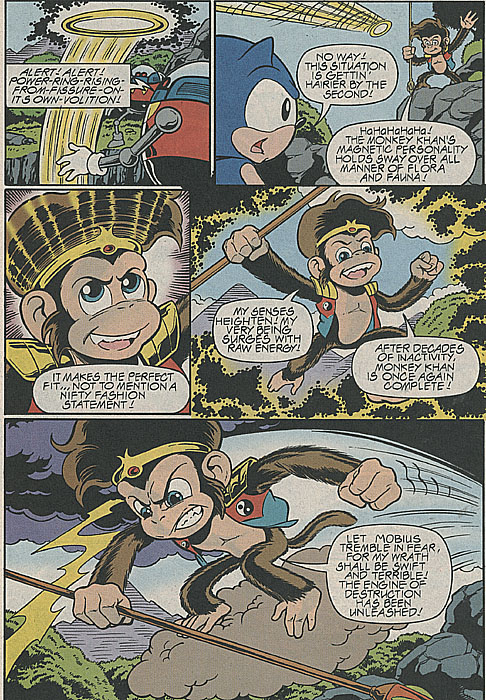 ALERT! ALERT!
POWER-RING-RISING-
FROM-FISSURE-ON-
ITS OWN-VOLITION!
NO WAY!
THIS SITUATION
IS GETTIN'
HAIRIER BY THE
SECOND!
HaHaHaHaHa!
THE MONKEY KHAN'S
MAGNETIC PERSONALITY
HOLDS SWAY OVER ALL
MANNER OF FLORA
AND FAUNA!
IT MAKES THE PERFECT
FIT... NOT TO MENTION A
NIFTY FASHION
STATEMENT!
MY SENSES
HEIGHTEN! MY
VERY BEING
SURGES WITH
RAW ENERGY!
AFTER DECADES
OF INACTIVITY,
MONKEY KHAN
IS ONCE AGAIN
COMPLETE!
LET MOBIUS
TREMBLE IN FEAR,
FOR MY WRATH
SHALL BE SWIFT
AND TERRIBLE!
THE ENGINE OF
DESTRUCTION
HAS BEEN
UNLEASHED!